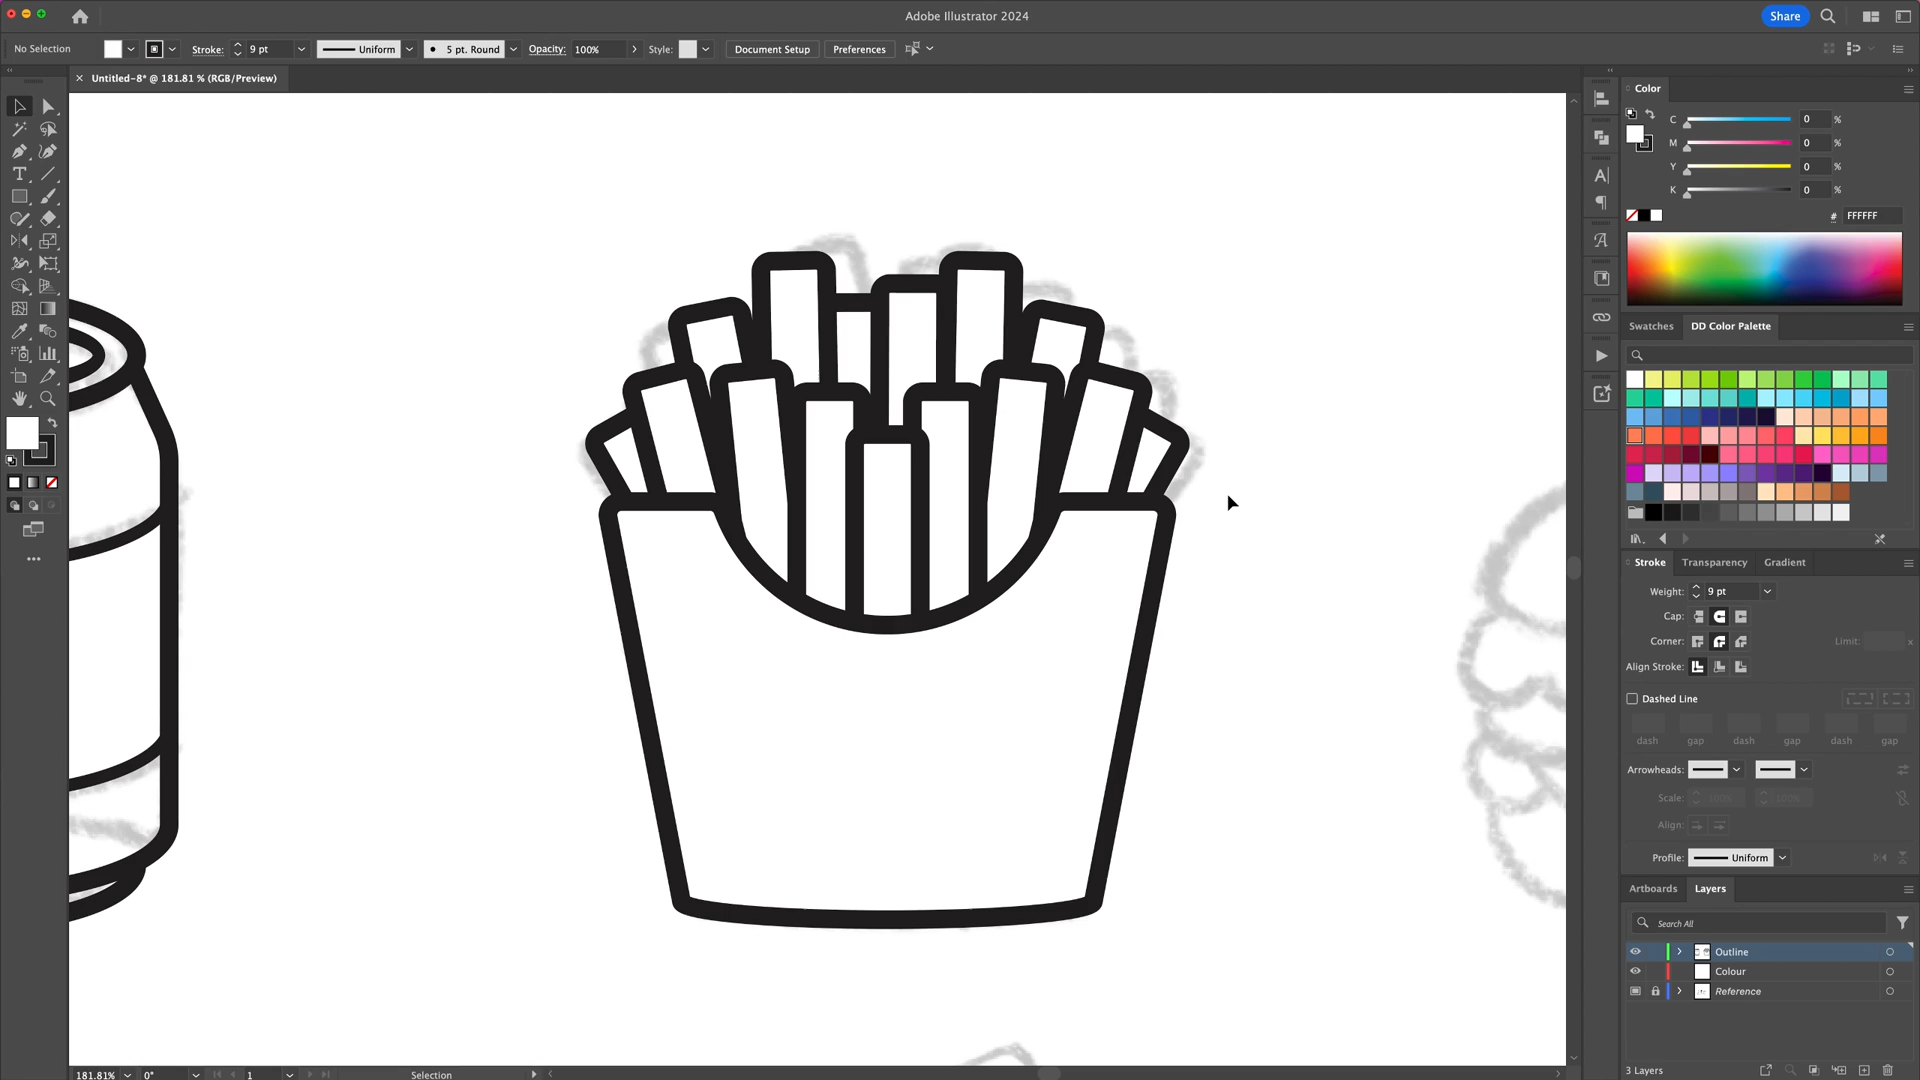 Adobe Illustrator 2024
Share
No Selection
Stroke:
9 pt
Uniform
5 pt. Round
Opacity:
100%
Style:
Document Setup
Preferences
Untitled-8* @ 181.81 % (RGB/Preview)
Color
C
0
%
M
0
%
Y
0
%
K
0
%
#
FFFFFF
Swatches
DD Color Palette
Stroke
Transparency
Gradient
Weight:
9 pt
Cap:
Corner:
Limit:
x
Align Stroke:
Dashed Line
dash
gap
dash
gap
dash
gap
Arrowheads:
Scale:
100%
100%
Align:
Profile:
Uniform
Artboards
Layers
Search All
Outline
Colour
Reference
3 Layers
181.81%
0°
1
Selection